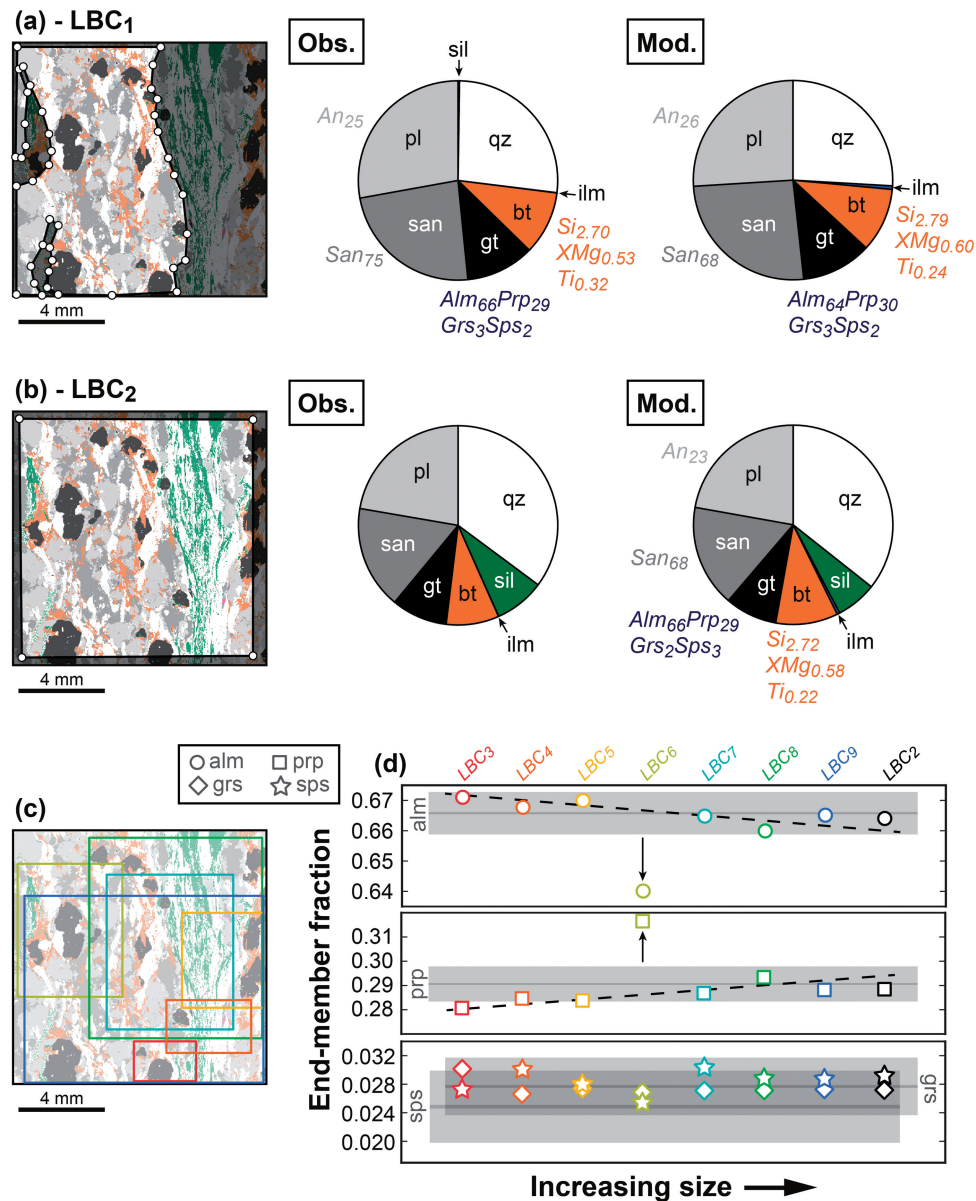 (a) - LBC1
Obs.
Mod.
sil
An25
pl
qz
ilm
San75
san
gt
bt
Si2.70
XMg0.53
Ti0.32
Alm66Prp29
Grs3Sps2
An26
pl
qz
ilm
San68
san
gt
bt
Si2.79
XMg0.60
Ti0.24
Alm64Prp30
Grs3Sps2
4 mm
(b) - LBC2
Obs.
Mod.
pl
qz
san
gt
bt
sil
ilm
An23
pl
qz
San68
san
gt
bt
sil
ilm
Alm66Prp29
Grs2Sps3
Si2.72
XMg0.58
Ti0.22
4 mm
(c)
alm
prp
grs
sps
4 mm
(d)
LBC3
LBC4
LBC5
LBC6
LBC7
LBC8
LBC9
LBC2
End-member fraction
0.67
0.66
0.65
0.64
alm
0.31
0.30
0.29
0.28
prp
0.032
0.028
0.024
0.020
sps
grs
Increasing size